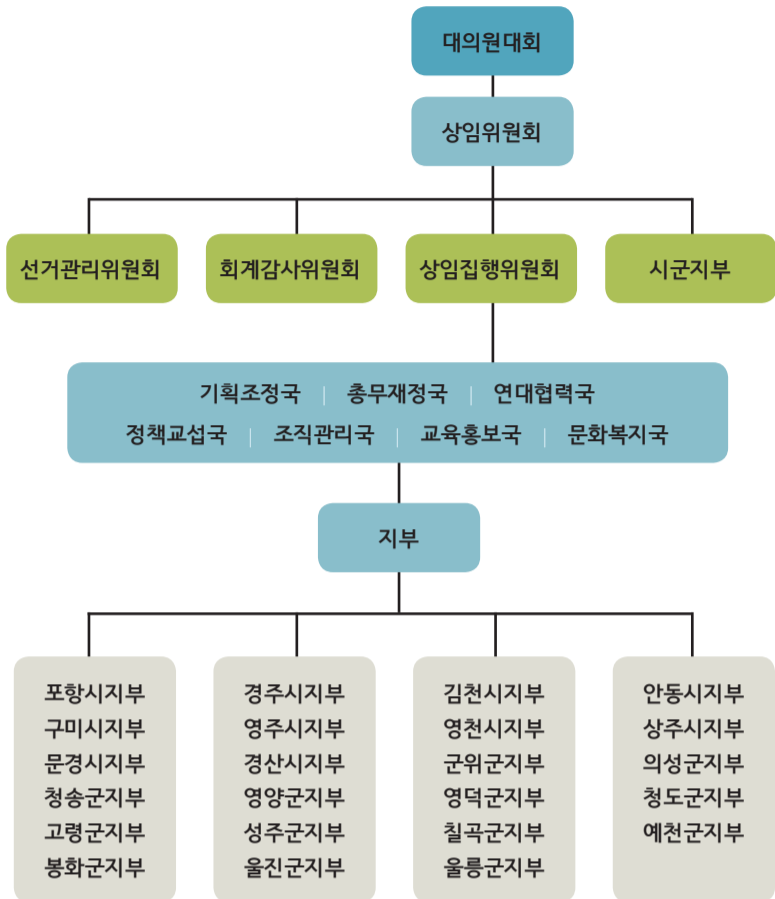 대의원대회
상임위원회
선거관리위원회
회계감사위원회
상임집행위원회
시군지부
기획조정국 | 총무재정국 | 연대협력국
정책교섭국 | 조직관리국 | 교육홍보국 | 문화복지국
지부
포항시지부
구미시지부
문경시지부
청송군지부
고령군지부
봉화군지부
경주시지부
영주시지부
경산시지부
영양군지부
성주군지부
울진군지부
김천시지부
영천시지부
군위군지부
영덕군지부
칠곡군지부
울릉군지부
안동시지부
상주시지부
의성군지부
청도군지부
예천군지부